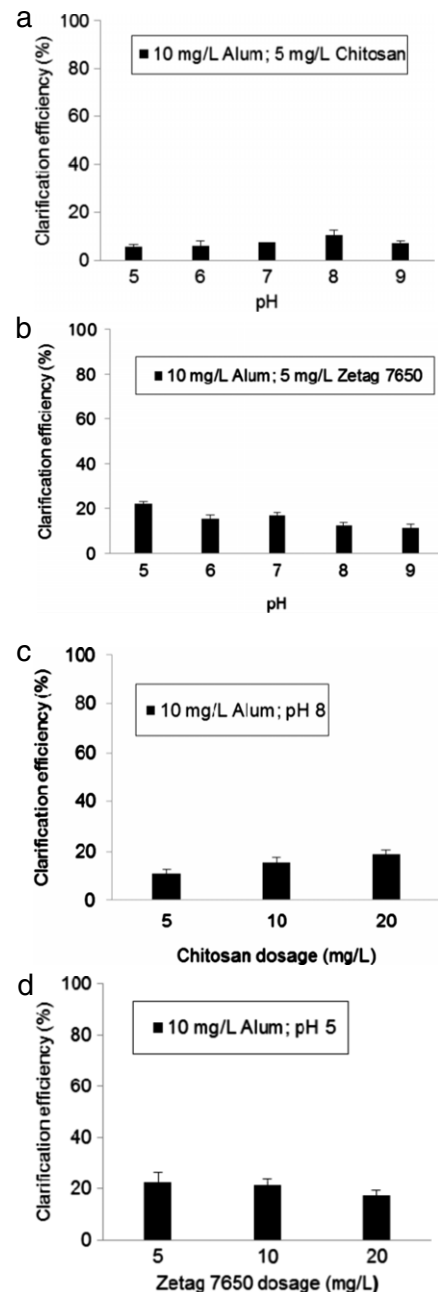 a
Clarification efficiency (%)
100
80
60
40
20
0
10 mg/L Alum; 5 mg/L Chitosan
5 6 7 8 9
pH
b
Clarification efficiency (%)
100
80
60
40
20
0
10 mg/L Alum; 5 mg/L Zetag 7650
5 6 7 8 9
pH
c
Clarification efficiency (%)
100
80
60
40
20
0
10 mg/L Alum; pH 8
5 10 20
Chitosan dosage (mg/L)
d
Clarification efficiency (%)
100
80
60
40
20
0
10 mg/L Alum; pH 5
5 10 20
Zetag 7650 dosage (mg/L)